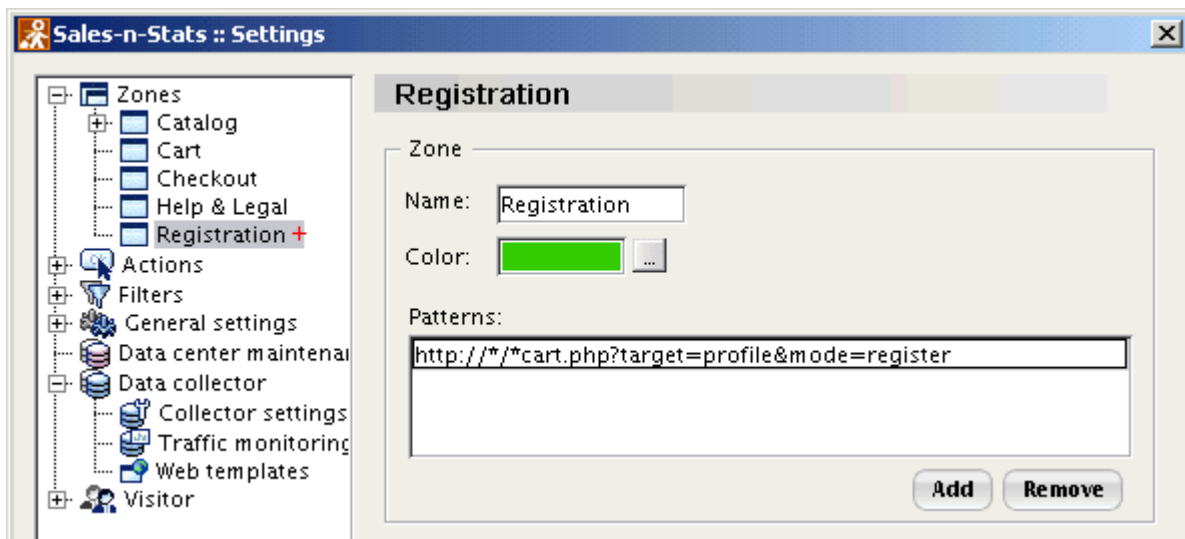 Sales-n-Stats :: Settings
Zones
Catalog
Cart
Checkout
Help & Legal
Registration +
Actions
Filters
General settings
Data center maintenai
Data collector
Collector settings
Traffic monitoring
Web templates
Visitor
Registration
Zone
Name: Registration
Color: ...
Patterns:
http://*/*cart.php?target=profile&mode=register
Add Remove